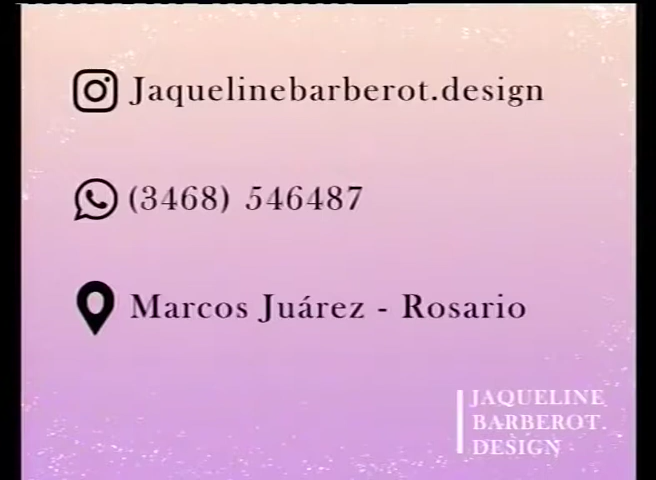 Jaquelinebarberot.design
(3468) 546487
Marcos Juárez - Rosario
JAQUELINE
BARBEROT.
DESIGN